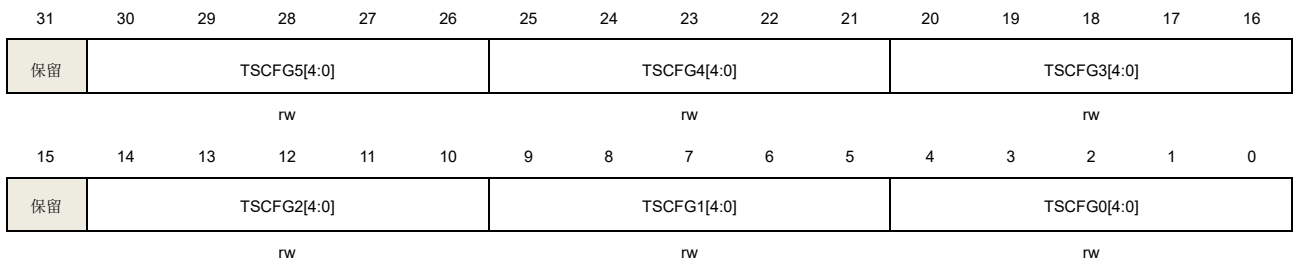 31 30 29 28 27 26 25 24 23 22 21 20 19 18 17 16
保留 TSCFG5[4:0] TSCFG4[4:0] TSCFG3[4:0]
rw rw rw
15 14 13 12 11 10 9 8 7 6 5 4 3 2 1 0
保留 TSCFG2[4:0] TSCFG1[4:0] TSCFG0[4:0]
rw rw rw